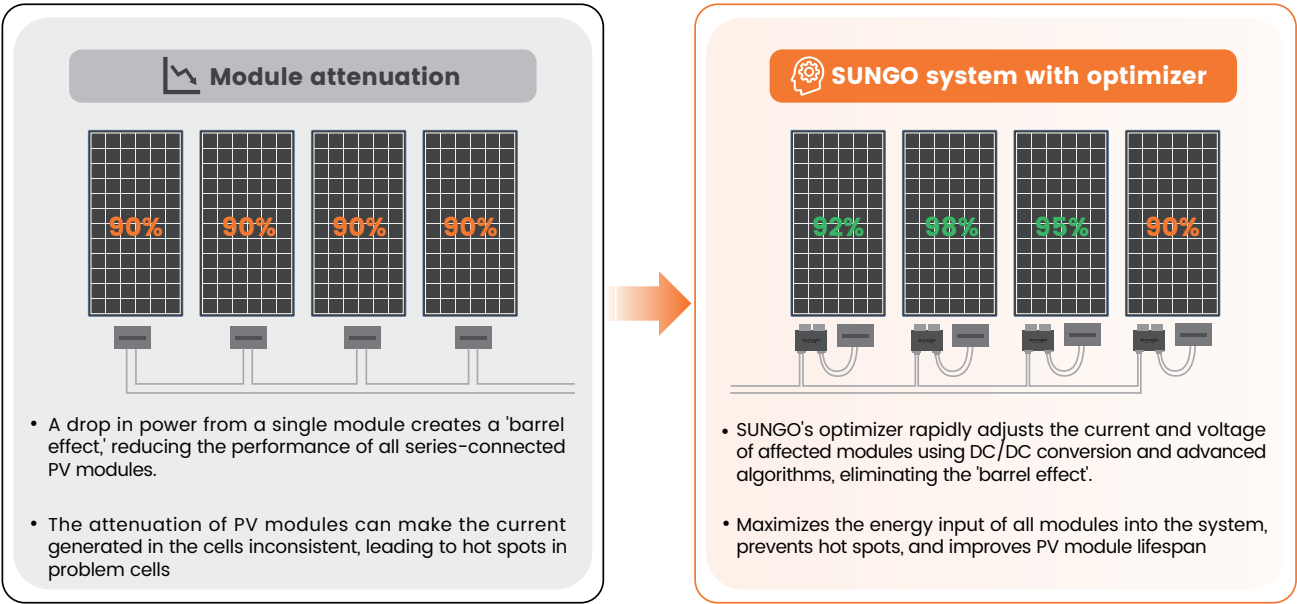 Module attenuation
90% 90% 90% 90%
• A drop in power from a single module creates a 'barrel
effect,' reducing the performance of all series-connected
PV modules.
• The attenuation of PV modules can make the current
generated in the cells inconsistent, leading to hot spots in
problem cells
SUNGO system with optimizer
92% 98% 95% 90%
• SUNGO's optimizer rapidly adjusts the current and voltage
of affected modules using DC/DC conversion and advanced
algorithms, eliminating the 'barrel effect'.
• Maximizes the energy input of all modules into the system,
prevents hot spots, and improves PV module lifespan